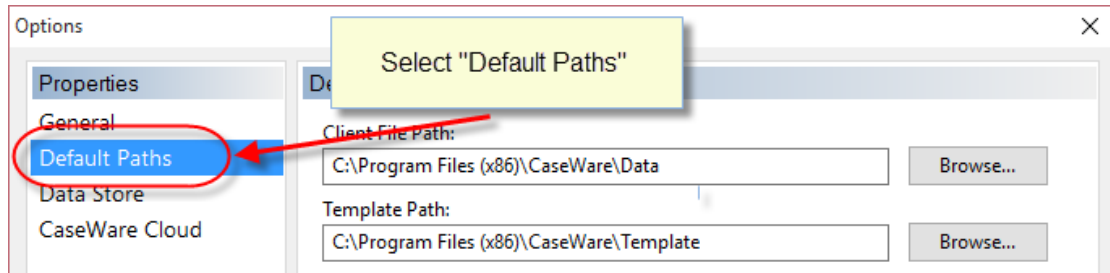 Options
Select "Default Paths"
Properties
General
Default Paths
Data Store
CaseWare Cloud
Client File Path:
C:\Program Files (x86)\CaseWare\Data
Browse...
Template Path:
C:\Program Files (x86)\CaseWare\Template
Browse...